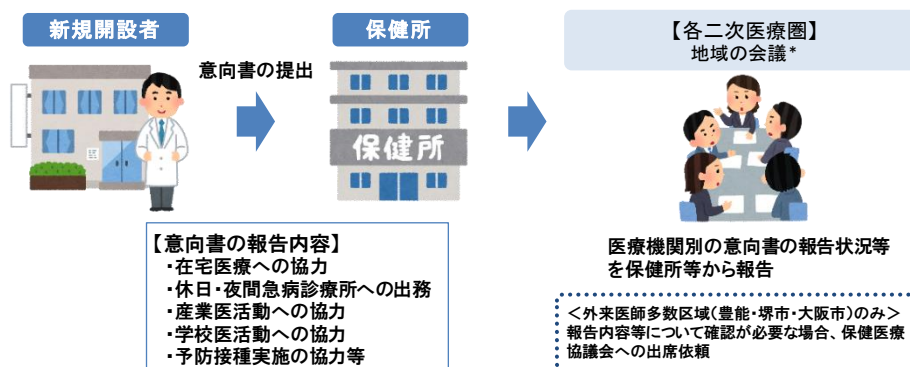 新規開設者
意向書の提出
保健所
保健所
【各二次医療圏】
地域の会議*
【意向書の報告内容】
・在宅医療への協力
・休日・夜間急病診療所への出務
・産業医活動への協力
・学校医活動への協力
・予防接種実施の協力等
医療機関別の意向書の報告状況等
を保健所等から報告
＜外来医師多数区域(豊能・堺市・大阪市)のみ＞
報告内容等について確認が必要な場合、保健医療
協議会への出席依頼